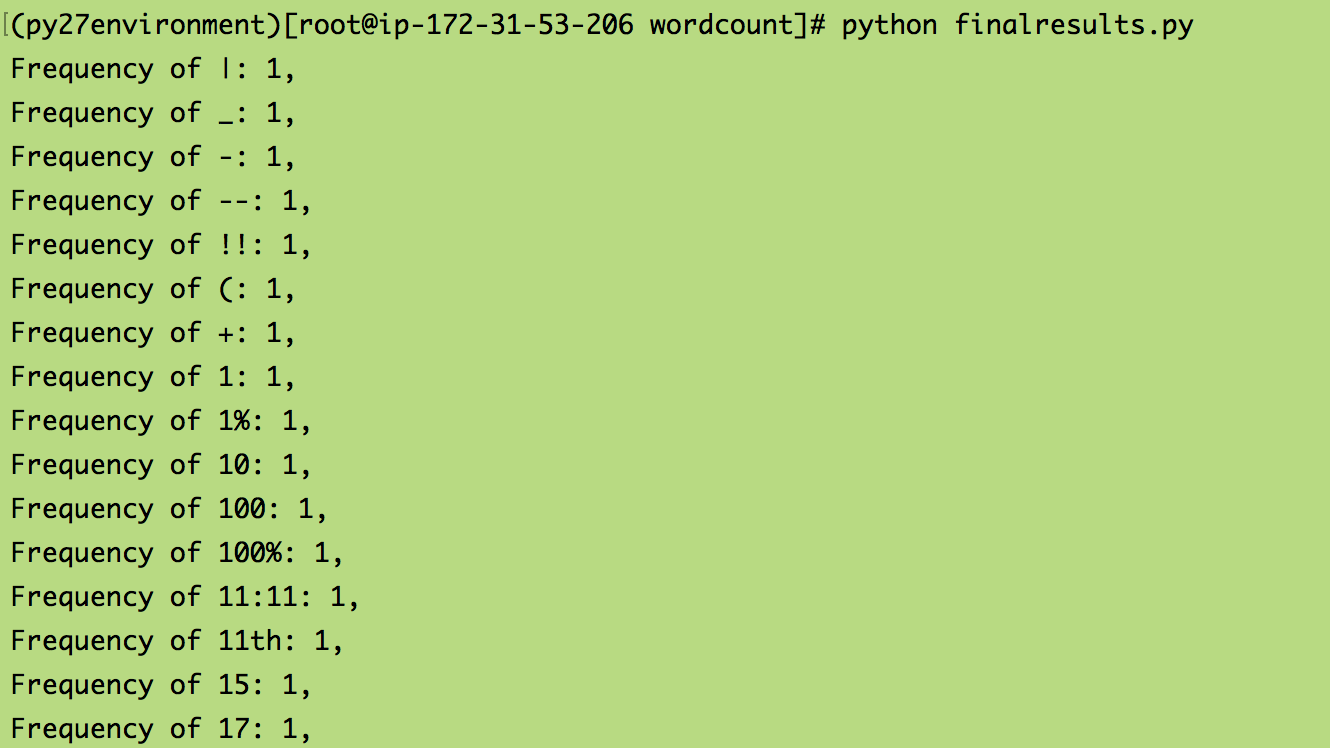 [(py27environment)[root@ip-172-31-53-206 wordcount]# python finalresults.py
Frequency of |: 1,
Frequency of _: 1,
Frequency of -: 1,
Frequency of --: 1,
Frequency of !!: 1,
Frequency of (: 1,
Frequency of +: 1,
Frequency of 1: 1,
Frequency of 1%: 1,
Frequency of 10: 1,
Frequency of 100: 1,
Frequency of 100%: 1,
Frequency of 11:11: 1,
Frequency of 11th: 1,
Frequency of 15: 1,
Frequency of 17: 1,